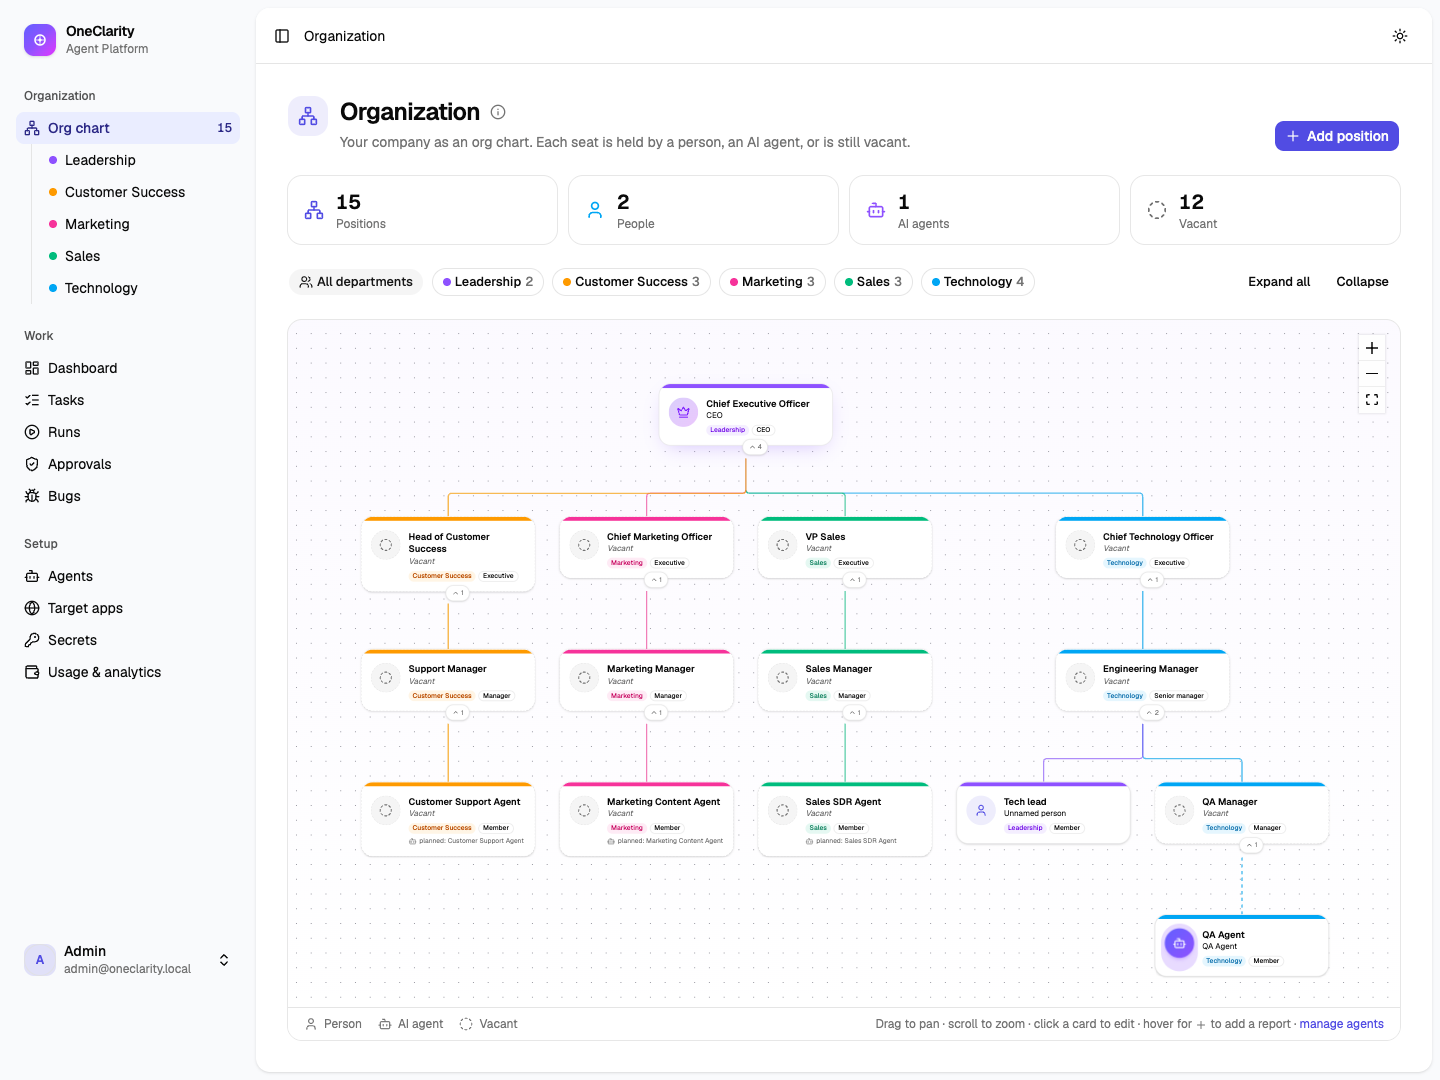 OneClarity
Agent Platform
Organization
Org chart 15
Leadership
Customer Success
Marketing
Sales
Technology
Work
Dashboard
Tasks
Runs
Approvals
Bugs
Setup
Agents
Target apps
Secrets
Usage & analytics
A
Admin
admin@oneclarity.local
Organization
Organization
Your company as an org chart. Each seat is held by a person, an AI agent, or is still vacant.
Add position
15
Positions
2
People
1
AI agents
12
Vacant
All departments
Leadership 2
Customer Success 3
Marketing 3
Sales 3
Technology 4
Expand all
Collapse
Chief Executive Officer
CEO
Leadership CEO
4
Head of Customer
Success
Vacant
Customer Success Executive
1
Chief Marketing Officer
Vacant
Marketing Executive
1
VP Sales
Vacant
Sales Executive
1
Chief Technology Officer
Vacant
Technology Executive
1
Support Manager
Vacant
Customer Success Manager
1
Marketing Manager
Vacant
Marketing Manager
1
Sales Manager
Vacant
Sales Manager
1
Engineering Manager
Vacant
Technology Senior manager
2
Customer Support Agent
Vacant
Customer Success Member
planned: Customer Support Agent
Marketing Content Agent
Vacant
Marketing Member
planned: Marketing Content Agent
Sales SDR Agent
Vacant
Sales Member
planned: Sales SDR Agent
Tech lead
Unnamed person
Leadership Member
QA Manager
Vacant
Technology Manager
1
QA Agent
QA Agent
Technology Member
Person
AI agent
Vacant
Drag to pan · scroll to zoom · click a card to edit · hover for + to add a report · manage agents